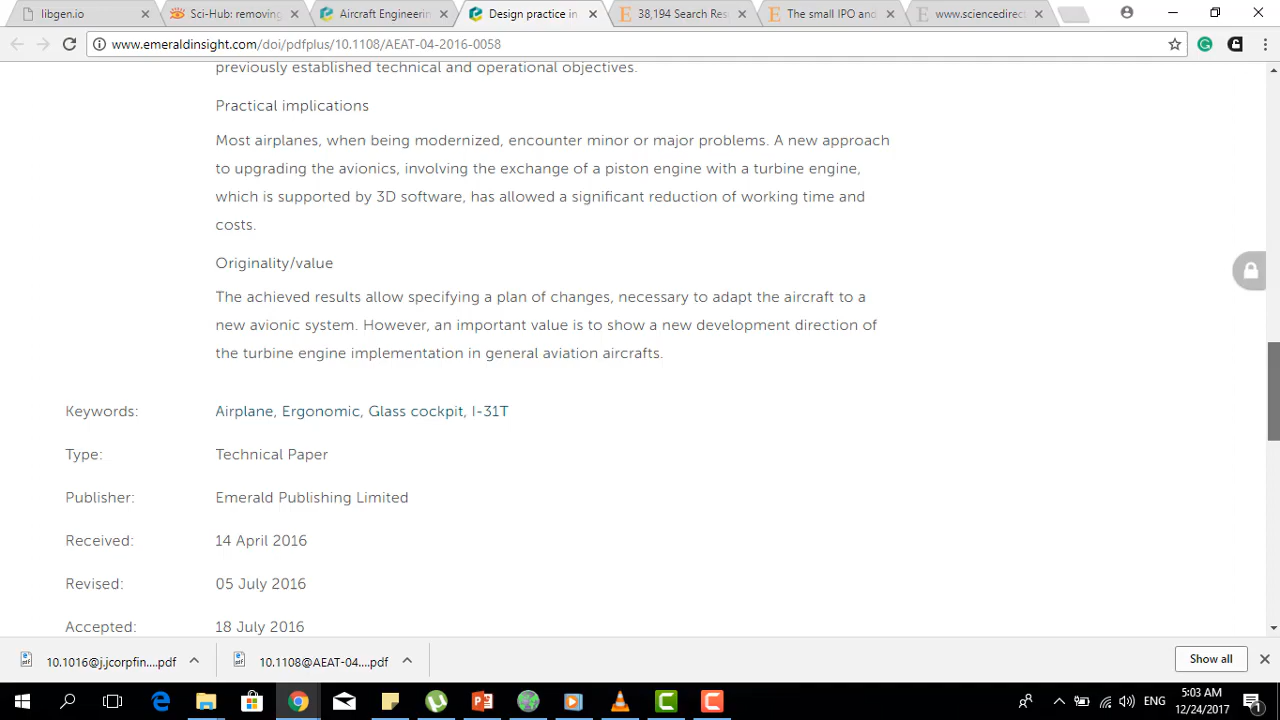 libgen.io
Sci-Hub: removing
Aircraft Engineerin
Design practice in
38,194 Search Res
The small IPO and
www.sciencedirec
www.emeraldinsight.com/doi/pdfplus/10.1108/AEAT-04-2016-0058
previously established technical and operational objectives.
Practical implications
Most airplanes, when being modernized, encounter minor or major problems. A new approach
to upgrading the avionics, involving the exchange of a piston engine with a turbine engine,
which is supported by 3D software, has allowed a significant reduction of working time and
costs.
Originality/value
The achieved results allow specifying a plan of changes, necessary to adapt the aircraft to a
new avionic system. However, an important value is to show a new development direction of
the turbine engine implementation in general aviation aircrafts.
Keywords: Airplane, Ergonomic, Glass cockpit, I-31T
Type: Technical Paper
Publisher: Emerald Publishing Limited
Received: 14 April 2016
Revised: 05 July 2016
Accepted: 18 July 2016
10.1016@j.jcorpfin....pdf
10.1108@AEAT-04....pdf
Show all
ENG
5:03 AM
12/24/2017
1